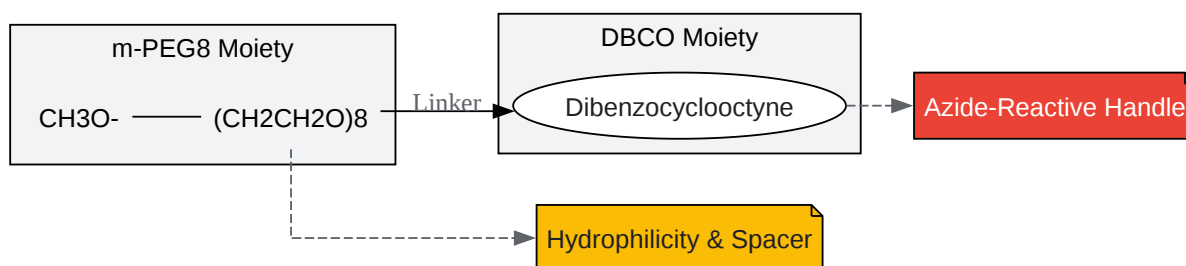 m-PEG8 Moiety
CH3O-
(CH2CH2O)8
Linker
DBCO Moiety
Dibenzocyclooctyne
Azide-Reactive Handle
Hydrophilicity & Spacer